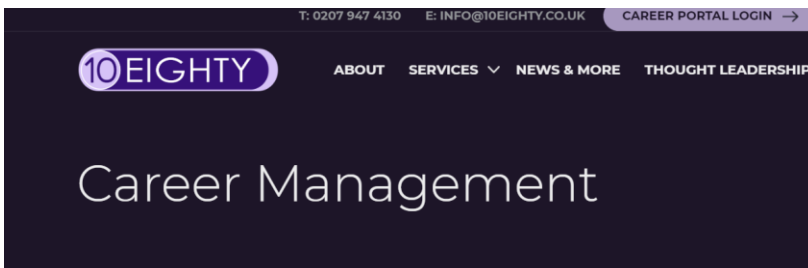 T: 0207 947 4130 E: INFO@10EIGHTY.CO.UK CAREER PORTAL LOGIN →
10EIGHTY ABOUT SERVICES NEWS & MORE THOUGHT LEADERSHIP
Career Management